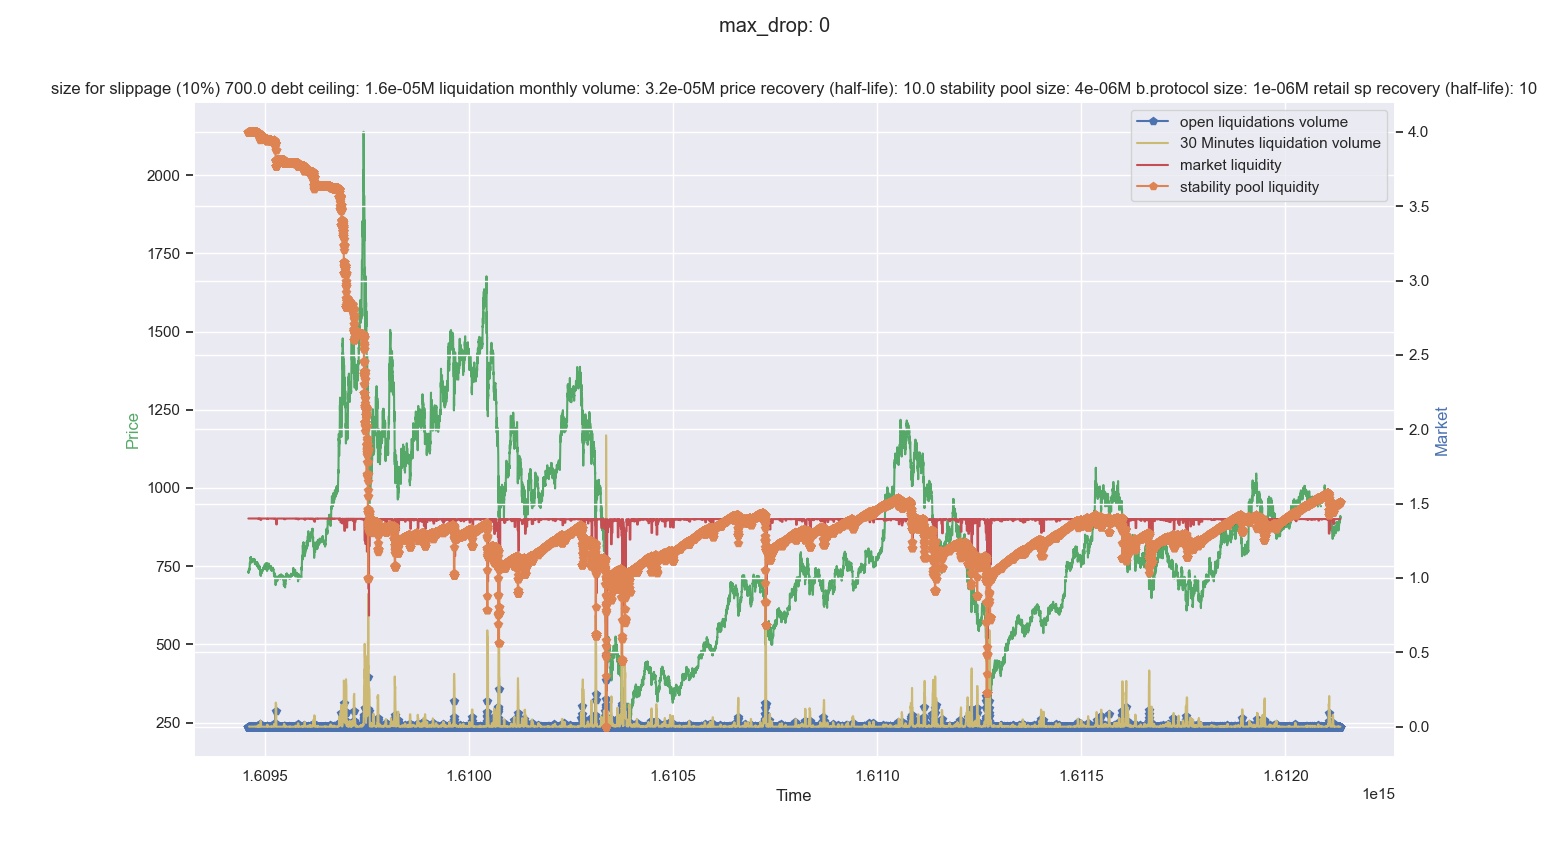 max_drop: 0
size for slippage (10%) 700.0 debt ceiling: 1.6e-05M liquidation monthly volume: 3.2e-05M price recovery (half-life): 10.0 stability pool size: 4e-06M b.protocol size: 1e-06M retail sp recovery (half-life): 10
open liquidations volume
30 Minutes liquidation volume
market liquidity
stability pool liquidity
2000
1750
1500
1250
1000
750
500
250
Price
4.0
3.5
3.0
2.5
2.0
1.5
1.0
0.5
0.0
Market
1.6095 1.6100 1.6105 1.6110 1.6115 1.6120
Time
1e15